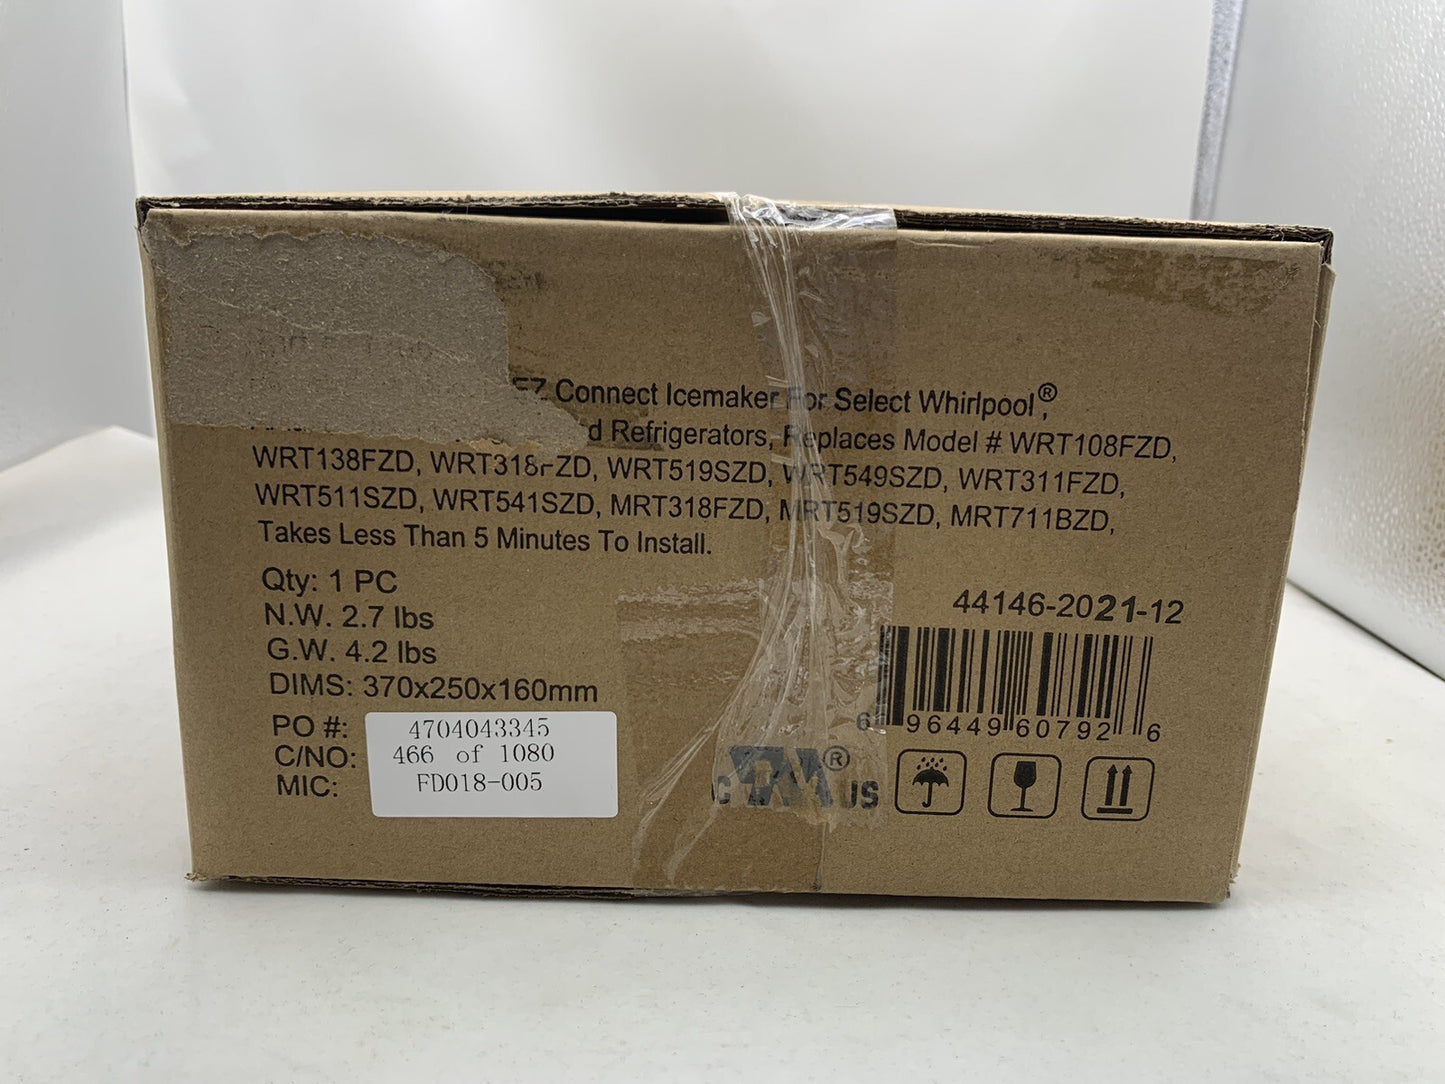 EZ Connect Icemaker For Select Whirlpool®,
d Refrigerators, Replaces Model # WRT108FZD,
WRT138FZD, WRT318FZD, WRT519SZD, WRT549SZD, WRT311FZD,
WRT511SZD, WRT541SZD, MRT318FZD, MRT519SZD, MRT711BZD,
Takes Less Than 5 Minutes To Install.
Qty: 1 PC
N.W. 2.7 lbs
G.W. 4.2 lbs
DIMS: 370x250x160mm
PO #: 4704043345
C/NO: 466 of 1080
MIC: FD018-005
44146-2021-12
6 96449 60792 6
C ® US